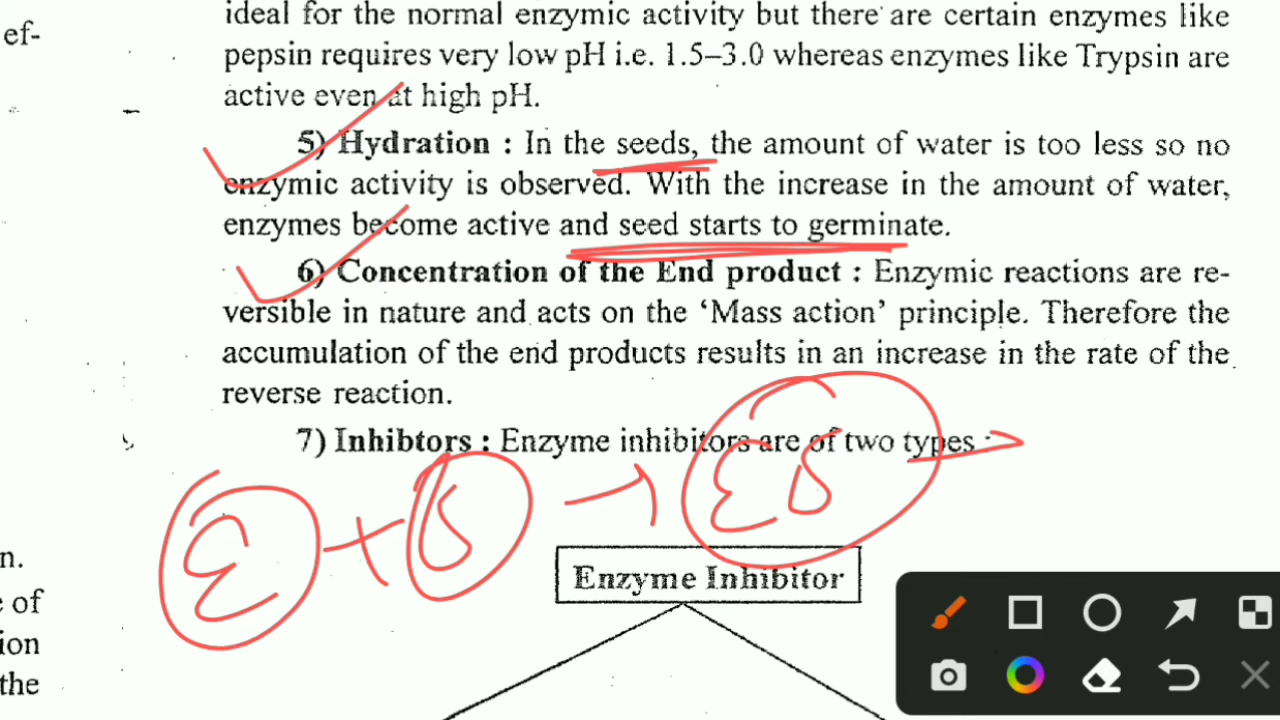 ef-
ideal for the normal enzymic activity but there are certain enzymes like
pepsin requires very low pH i.e. 1.5–3.0 whereas enzymes like Trypsin are
active even at high pH.
5) Hydration : In the seeds, the amount of water is too less so no
enzymic activity is observed. With the increase in the amount of water,
enzymes become active and seed starts to germinate.
6) Concentration of the End product : Enzymic reactions are re-
versible in nature and acts on the ‘Mass action’ principle. Therefore the
accumulation of the end products results in an increase in the rate of the
reverse reaction.
7) Inhibtors : Enzyme inhibitors are of two types :
E + S → ES
Enzyme Inhibitor
n.
e of
ion
the